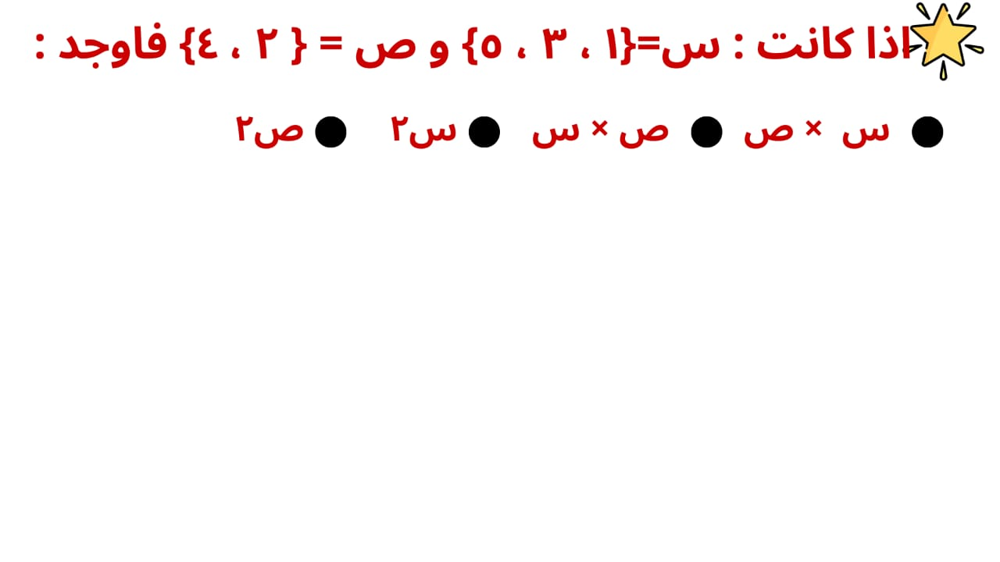 اذا كانت : س={١ ، ٣ ، ٥} و ص = { ٢ ، ٤} فاوجد :
● س × ص ● ص × س ● س٢ ● ص٢